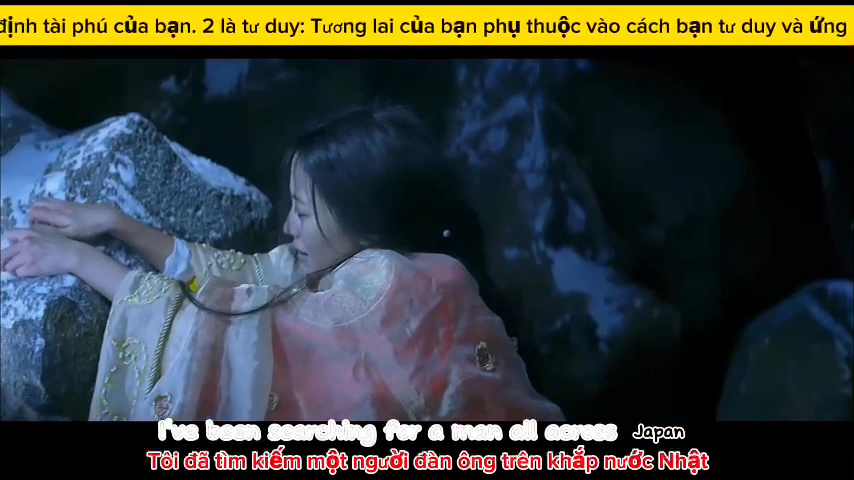 định tài phú của bạn. 2 là tư duy: Tương lai của bạn phụ thuộc vào cách bạn tư duy và ứng
I've been searching for a man all across Japan
Tôi đã tìm kiếm một người đàn ông trên khắp nước Nhật